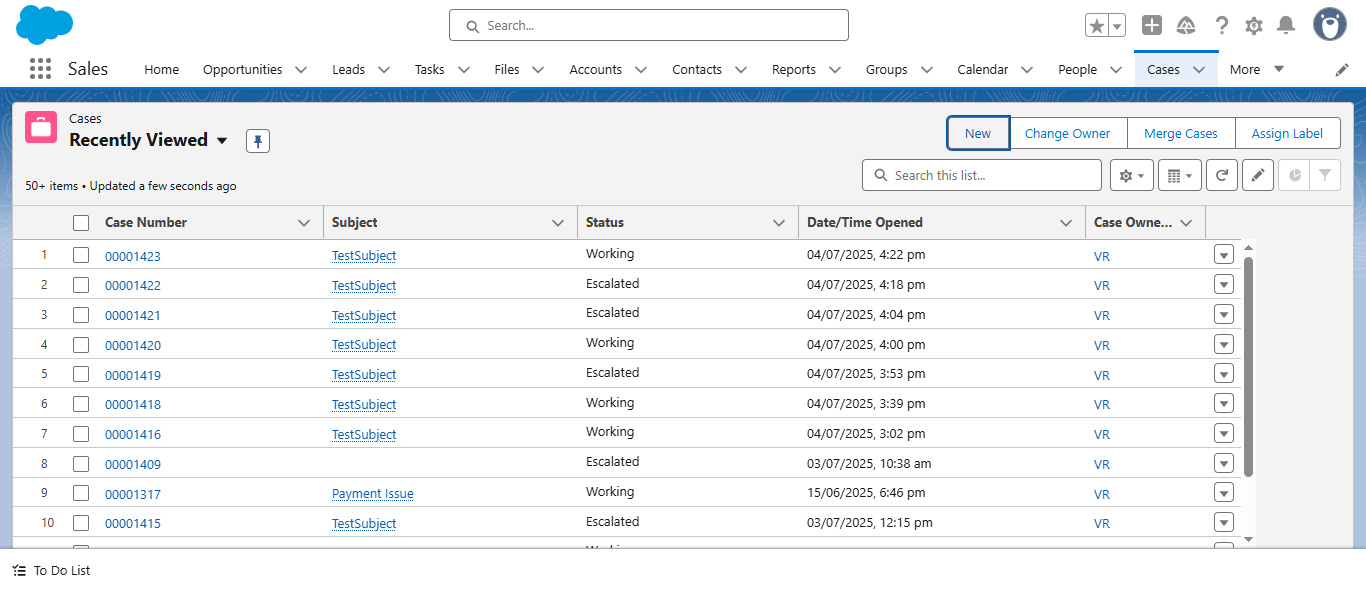 Search...
Sales
Home
Opportunities
Leads
Tasks
Files
Accounts
Contacts
Reports
Groups
Calendar
People
Cases
More
Cases
Recently Viewed
New
Change Owner
Merge Cases
Assign Label
50+ items • Updated a few seconds ago
Search this list...
Case Number Subject Status Date/Time Opened Case Owne...
1 00001423 TestSubject Working 04/07/2025, 4:22 pm VR
2 00001422 TestSubject Escalated 04/07/2025, 4:18 pm VR
3 00001421 TestSubject Escalated 04/07/2025, 4:04 pm VR
4 00001420 TestSubject Working 04/07/2025, 4:00 pm VR
5 00001419 TestSubject Escalated 04/07/2025, 3:53 pm VR
6 00001418 TestSubject Working 04/07/2025, 3:39 pm VR
7 00001416 TestSubject Working 04/07/2025, 3:02 pm VR
8 00001409 Escalated 03/07/2025, 10:38 am VR
9 00001317 Payment Issue Working 15/06/2025, 6:46 pm VR
10 00001415 TestSubject Escalated 03/07/2025, 12:15 pm VR
To Do List